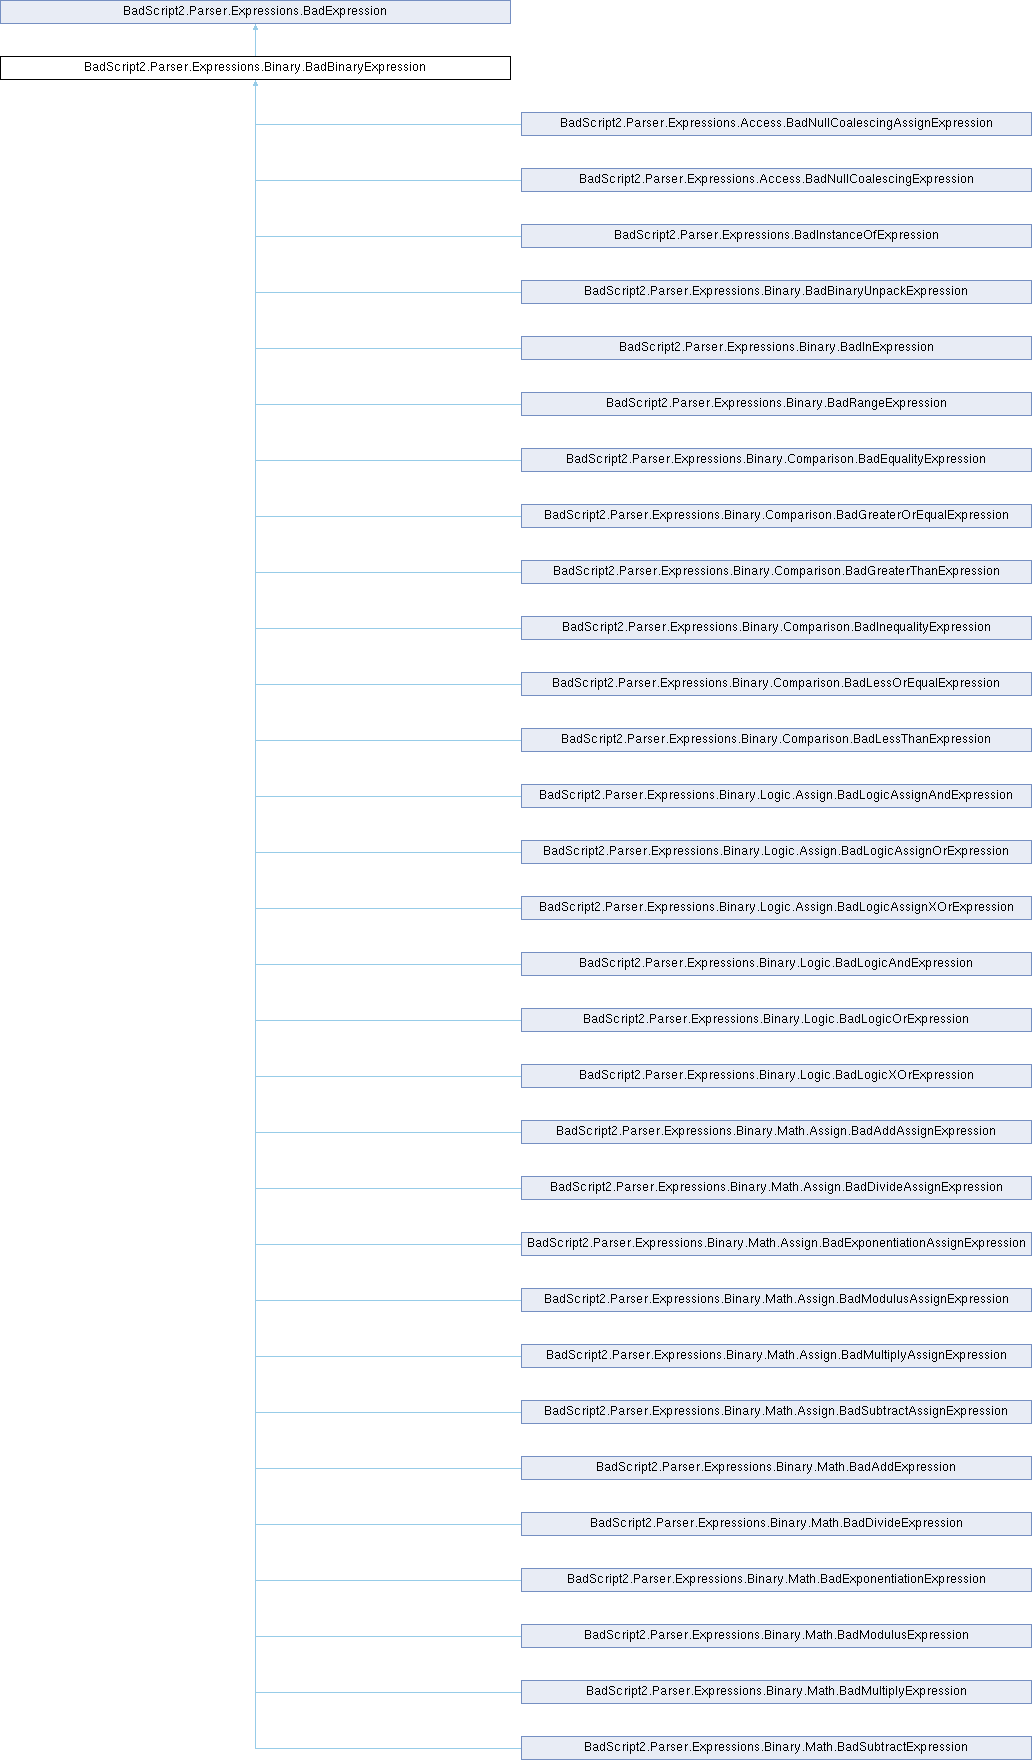 BadScript2.Parser.Expressions.BadExpression
BadScript2.Parser.Expressions.Binary.BadBinaryExpression
BadScript2.Parser.Expressions.Access.BadNullCoalescingAssignExpression
BadScript2.Parser.Expressions.Access.BadNullCoalescingExpression
BadScript2.Parser.Expressions.BadInstanceOfExpression
BadScript2.Parser.Expressions.Binary.BadBinaryUnpackExpression
BadScript2.Parser.Expressions.Binary.BadInExpression
BadScript2.Parser.Expressions.Binary.BadRangeExpression
BadScript2.Parser.Expressions.Binary.Comparison.BadEqualityExpression
BadScript2.Parser.Expressions.Binary.Comparison.BadGreaterOrEqualExpression
BadScript2.Parser.Expressions.Binary.Comparison.BadGreaterThanExpression
BadScript2.Parser.Expressions.Binary.Comparison.BadInequalityExpression
BadScript2.Parser.Expressions.Binary.Comparison.BadLessOrEqualExpression
BadScript2.Parser.Expressions.Binary.Comparison.BadLessThanExpression
BadScript2.Parser.Expressions.Binary.Logic.Assign.BadLogicAssignAndExpression
BadScript2.Parser.Expressions.Binary.Logic.Assign.BadLogicAssignOrExpression
BadScript2.Parser.Expressions.Binary.Logic.Assign.BadLogicAssignXOrExpression
BadScript2.Parser.Expressions.Binary.Logic.BadLogicAndExpression
BadScript2.Parser.Expressions.Binary.Logic.BadLogicOrExpression
BadScript2.Parser.Expressions.Binary.Logic.BadLogicXOrExpression
BadScript2.Parser.Expressions.Binary.Math.Assign.BadAddAssignExpression
BadScript2.Parser.Expressions.Binary.Math.Assign.BadDivideAssignExpression
BadScript2.Parser.Expressions.Binary.Math.Assign.BadExponentiationAssignExpression
BadScript2.Parser.Expressions.Binary.Math.Assign.BadModulusAssignExpression
BadScript2.Parser.Expressions.Binary.Math.Assign.BadMultiplyAssignExpression
BadScript2.Parser.Expressions.Binary.Math.Assign.BadSubtractAssignExpression
BadScript2.Parser.Expressions.Binary.Math.BadAddExpression
BadScript2.Parser.Expressions.Binary.Math.BadDivideExpression
BadScript2.Parser.Expressions.Binary.Math.BadExponentiationExpression
BadScript2.Parser.Expressions.Binary.Math.BadModulusExpression
BadScript2.Parser.Expressions.Binary.Math.BadMultiplyExpression
BadScript2.Parser.Expressions.Binary.Math.BadSubtractExpression